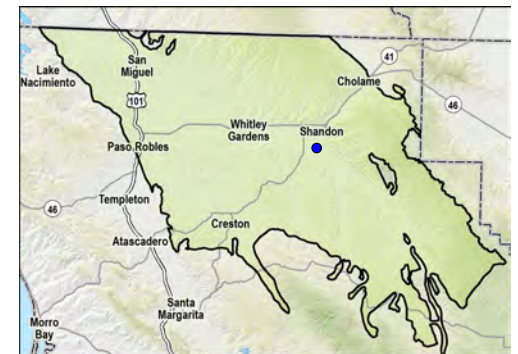 San
Miguel
Lake
Nacimiento
41
Cholame
101
46
Whitley
Gardens
Shandon
Paso Robles
Templeton
46
Creston
Atascadero
Santa
Margarita
Morro
Bay